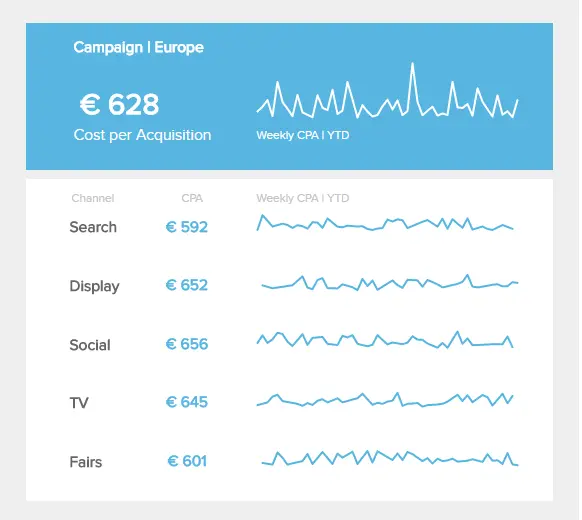 Campaign | Europe
€ 628
Cost per Acquisition
Weekly CPA | YTD
Channel CPA Weekly CPA | YTD
Search € 592
Display € 652
Social € 656
TV € 645
Fairs € 601